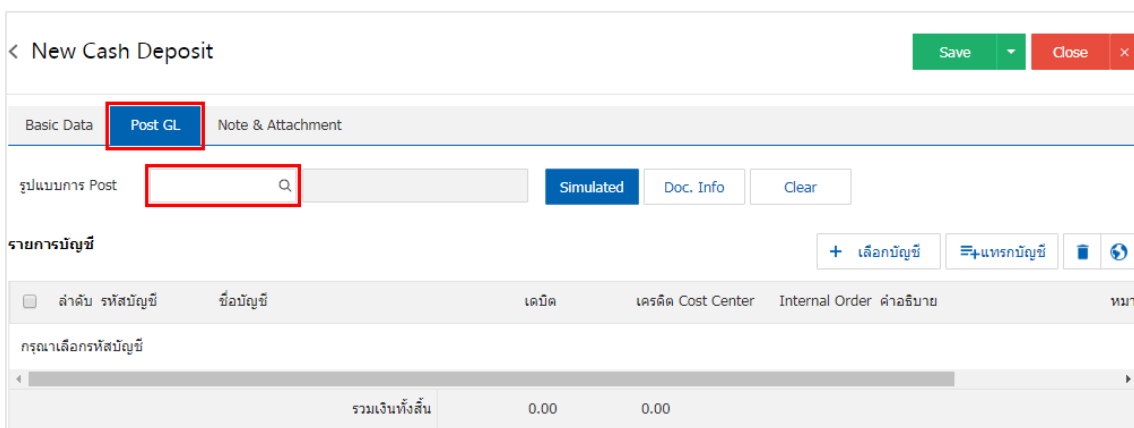 New Cash Deposit Save Close
Basic Data Post GL Note & Attachment
รูปแบบการ Post Simulated Doc. Info Clear
รายการบัญชี + เลือกบัญชี แทรกบัญชี
ลำดับ รหัสบัญชี ชื่อบัญชี เดบิต เครดิต Cost Center Internal Order คำอธิบาย
กรุณาเลือกรหัสบัญชี
รวมเงินทั้งสิ้น 0.00 0.00